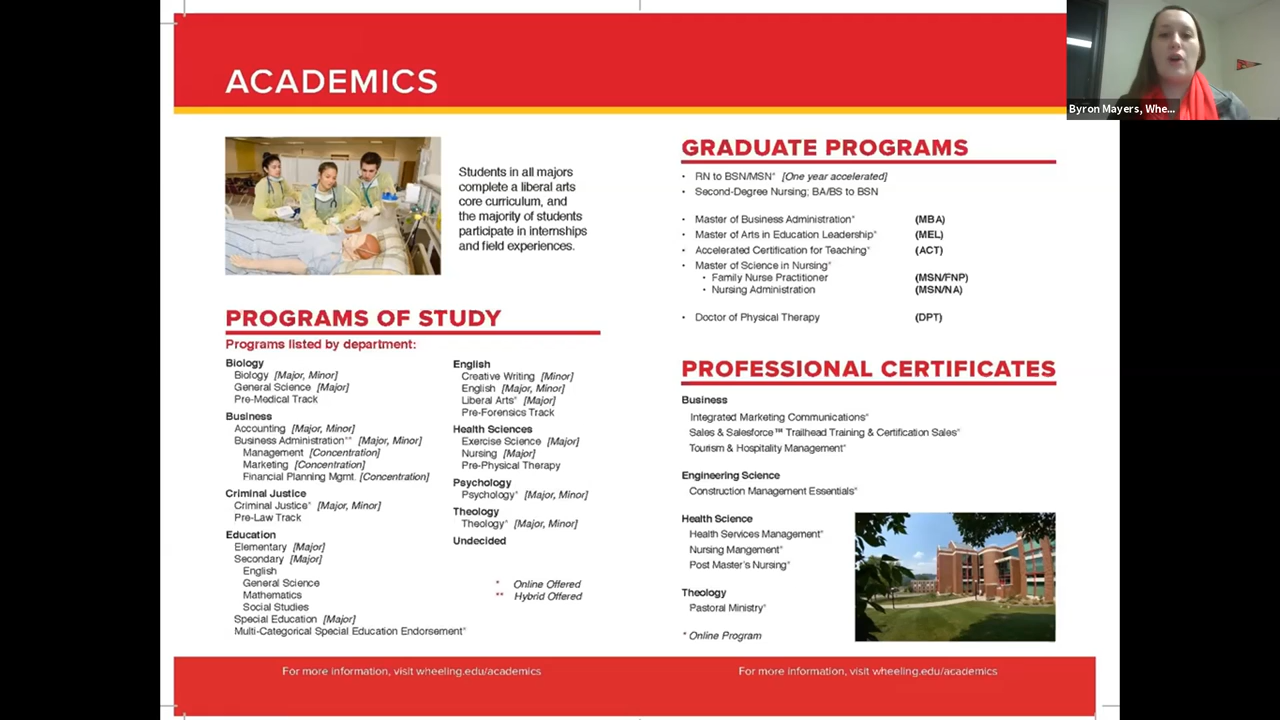 ACADEMICS
Byron Mayers, Whe...
Students in all majors
complete a liberal arts
core curriculum, and
the majority of students
participate in internships
and field experiences.
PROGRAMS OF STUDY
Programs listed by department:
Biology
Biology [Major, Minor]
General Science [Major]
Pre-Medical Track
Business
Accounting [Major, Minor]
Business Administration** [Major, Minor]
Management [Concentration]
Marketing [Concentration]
Financial Planning Mgmt. [Concentration]
Criminal Justice
Criminal Justice* [Major, Minor]
Pre-Law Track
Education
Elementary [Major]
Secondary [Major]
English
General Science
Mathematics
Social Studies
Special Education [Major]
Multi-Categorical Special Education Endorsement*
English
Creative Writing [Minor]
English [Major, Minor]
Liberal Arts* [Major]
Pre-Forensics Track
Health Sciences
Exercise Science [Major]
Nursing [Major]
Pre-Physical Therapy
Psychology
Psychology* [Major, Minor]
Theology
Theology* [Major, Minor]
Undecided
* Online Offered
** Hybrid Offered
For more information, visit wheeling.edu/academics
GRADUATE PROGRAMS
• RN to BSN/MSN* [One year accelerated]
• Second-Degree Nursing; BA/BS to BSN
• Master of Business Administration* (MBA)
• Master of Arts in Education Leadership* (MEL)
• Accelerated Certification for Teaching* (ACT)
• Master of Science in Nursing*
• Family Nurse Practitioner (MSN/FNP)
• Nursing Administration (MSN/NA)
• Doctor of Physical Therapy (DPT)
PROFESSIONAL CERTIFICATES
Business
Integrated Marketing Communications*
Sales & Salesforce™ Trailhead Training & Certification Sales*
Tourism & Hospitality Management*
Engineering Science
Construction Management Essentials*
Health Science
Health Services Management*
Nursing Mangement*
Post Master's Nursing*
Theology
Pastoral Ministry*
* Online Program
For more information, visit wheeling.edu/academics